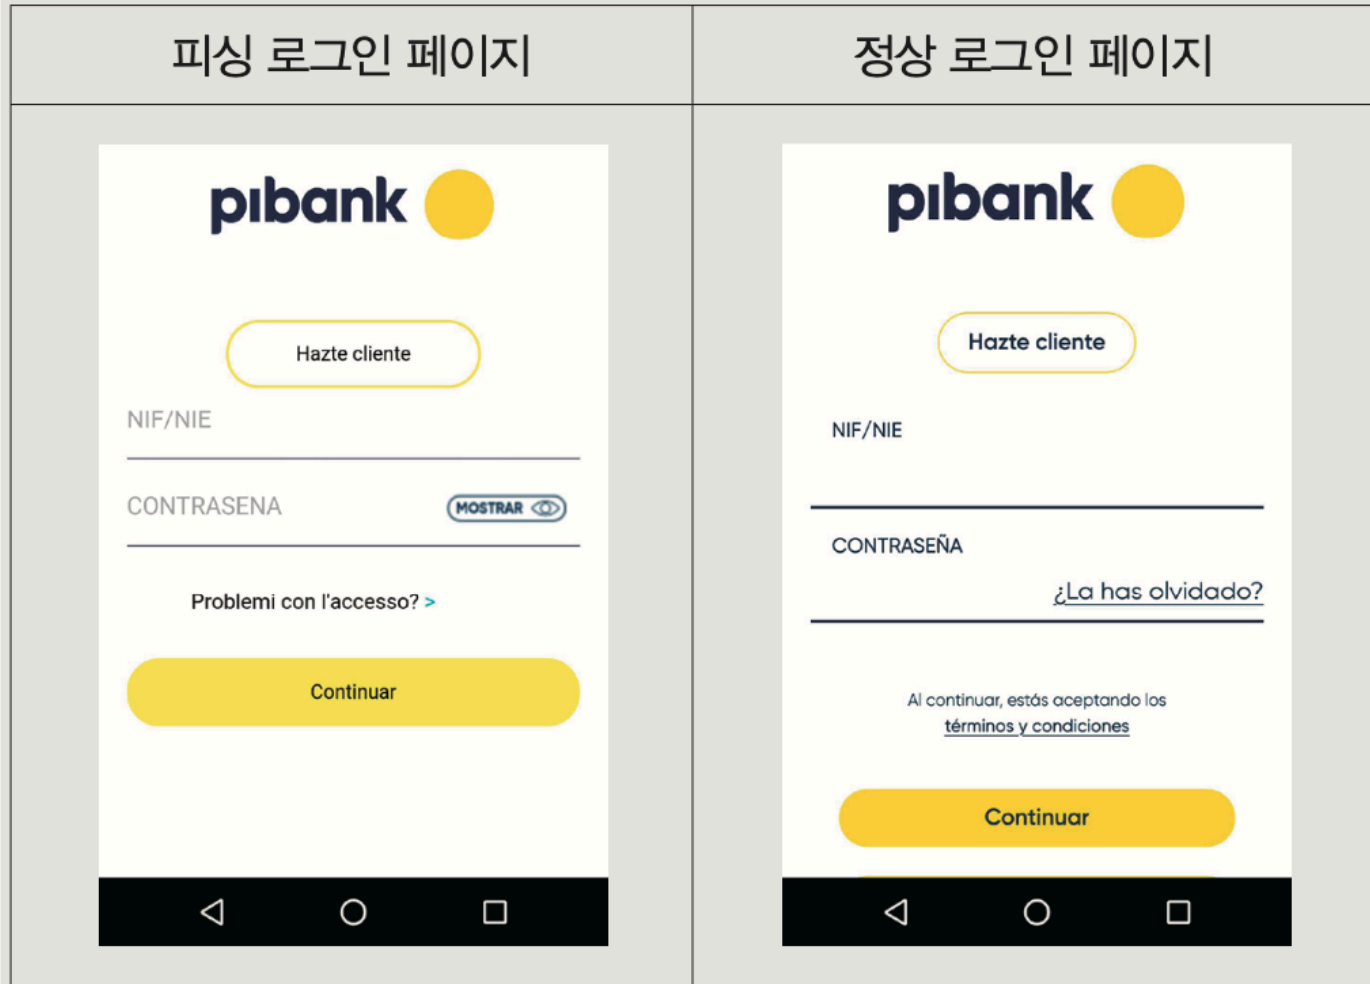 피싱 로그인 페이지
정상 로그인 페이지
pibank
Hazte cliente
NIF/NIE
CONTRASENA
MOSTRAR
Problemi con l'accesso? >
Continuar
pibank
Hazte cliente
NIF/NIE
CONTRASEÑA
¿La has olvidado?
Al continuar, estás aceptando los
términos y condiciones
Continuar